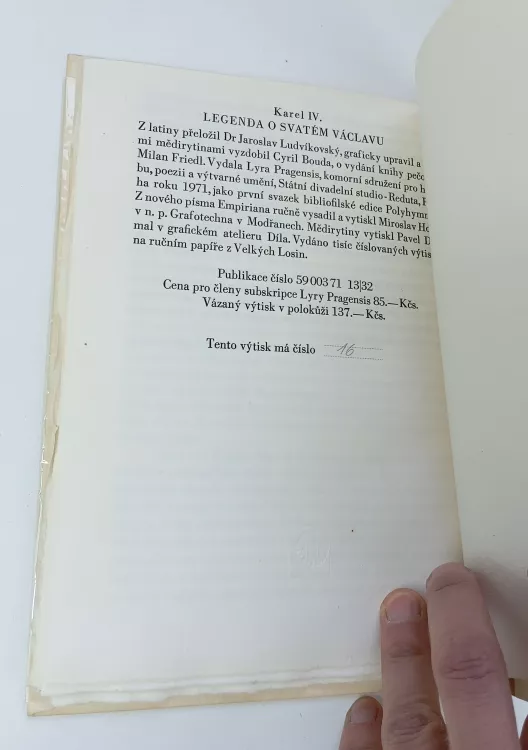 Karel IV.
LEGENDA O SVATÉM VÁCLAVU
Z latiny přeložil Dr Jaroslav Ludvíkovský, graficky upravil a
mi mědirytinami vyzdobil Cyril Bouda, o vydání knihy pečo
Milan Friedl. Vydala Lyra Pragensis, komorní sdružení pro h
bu, poezii a výtvarné umění, Státní divadelní studio-Reduta, P
ha roku 1971, jako první svazek bibliofilské edice Polyhymn
Z nového písma Empiriana ručně vysadil a vytiskl Miroslav Ho
v n. p. Grafotechna v Modřanech. Mědirytiny vytiskl Pavel D
mal v grafickém atelieru Díla. Vydáno tisíc číslovaných výtis
na ručním papíře z Velkých Losin.
Publikace číslo 59 003 71 13|32
Cena pro členy subskripce Lyry Pragensis 85.—Kčs.
Vázaný výtisk v polokůži 137.—Kčs.
Tento výtisk má číslo 16